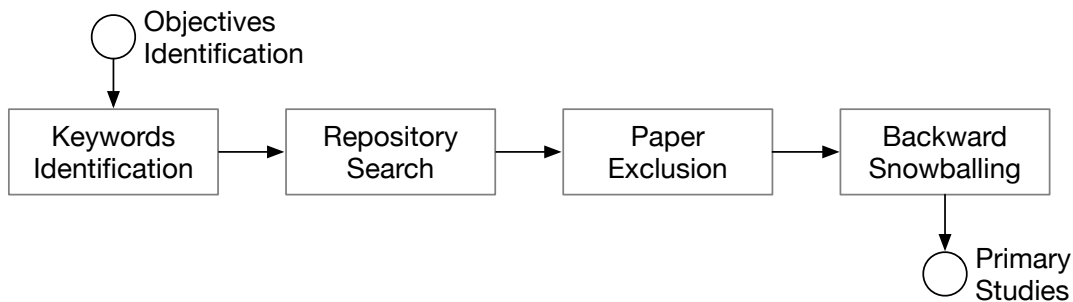 Objectives
Identification
Keywords
Identification
Repository
Search
Paper
Exclusion
Backward
Snowballing
Primary
Studies